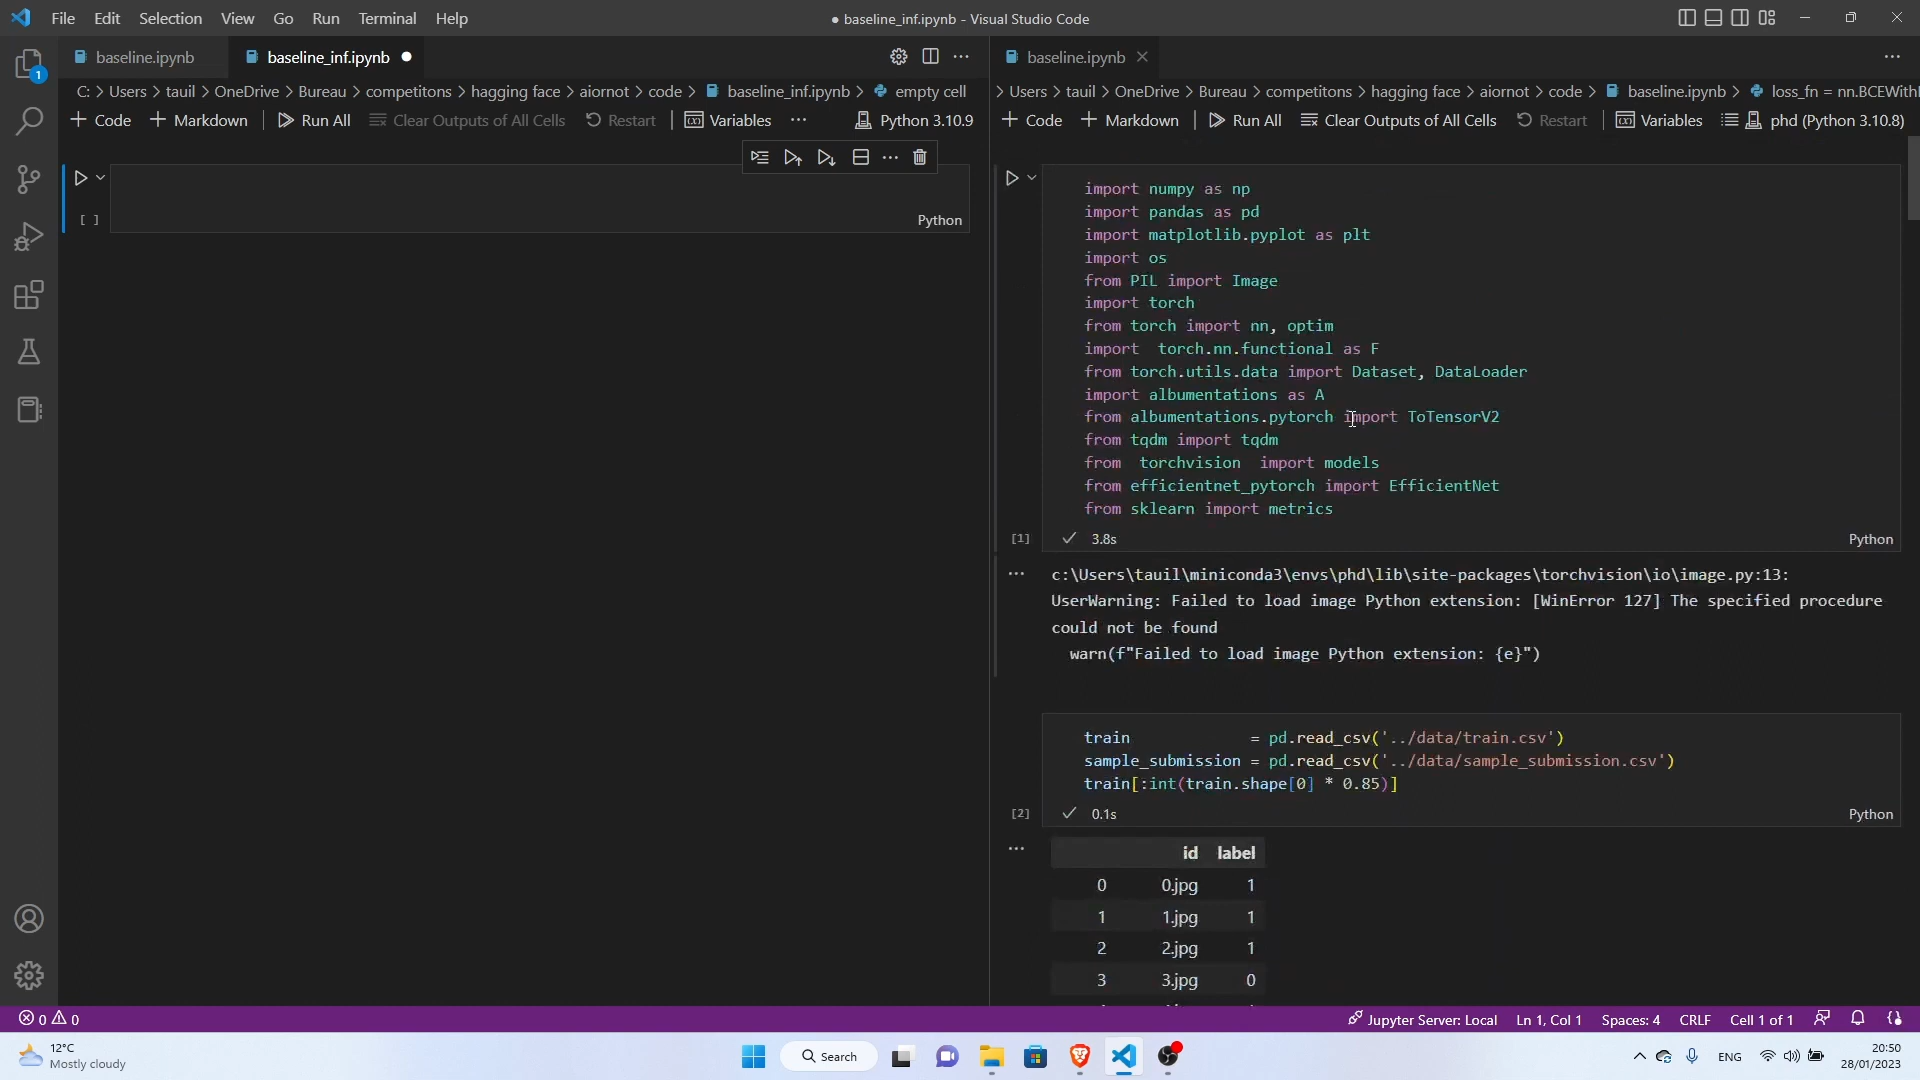 File Edit Selection View Go Run Terminal Help
● baseline_inf.ipynb - Visual Studio Code
baseline.ipynb
baseline_inf.ipynb ●
C: > Users > tauil > OneDrive > Bureau > competitons > hagging face > aiornot > code > baseline_inf.ipynb > empty cell
+ Code + Markdown Run All Clear Outputs of All Cells Restart Variables ··· Python 3.10.9
[ ]
Python
baseline.ipynb
> Users > tauil > OneDrive > Bureau > competitons > hagging face > aiornot > code > baseline.ipynb > loss_fn = nn.BCEWithl
+ Code + Markdown Run All Clear Outputs of All Cells Restart Variables phd (Python 3.10.8)
import numpy as np
import pandas as pd
import matplotlib.pyplot as plt
import os
from PIL import Image
import torch
from torch import nn, optim
import  torch.nn.functional as F
from torch.utils.data import Dataset, DataLoader
import albumentations as A
from albumentations.pytorch import ToTensorV2
from tqdm import tqdm
from  torchvision  import models
from efficientnet_pytorch import EfficientNet
from sklearn import metrics
[1] ✓ 3.8s Python
c:\Users\tauil\miniconda3\envs\phd\lib\site-packages\torchvision\io\image.py:13:
UserWarning: Failed to load image Python extension: [WinError 127] The specified procedure
could not be found
  warn(f"Failed to load image Python extension: {e}")
train             = pd.read_csv('../data/train.csv')
sample_submission = pd.read_csv('../data/sample_submission.csv')
train[:int(train.shape[0] * 0.85)]
[2] ✓ 0.1s Python
id label
0 0.jpg 1
1 1.jpg 1
2 2.jpg 1
3 3.jpg 0
1
0 0
Jupyter Server: Local Ln 1, Col 1 Spaces: 4 CRLF Cell 1 of 1
12°C
Mostly cloudy
Search
ENG
20:50
28/01/2023